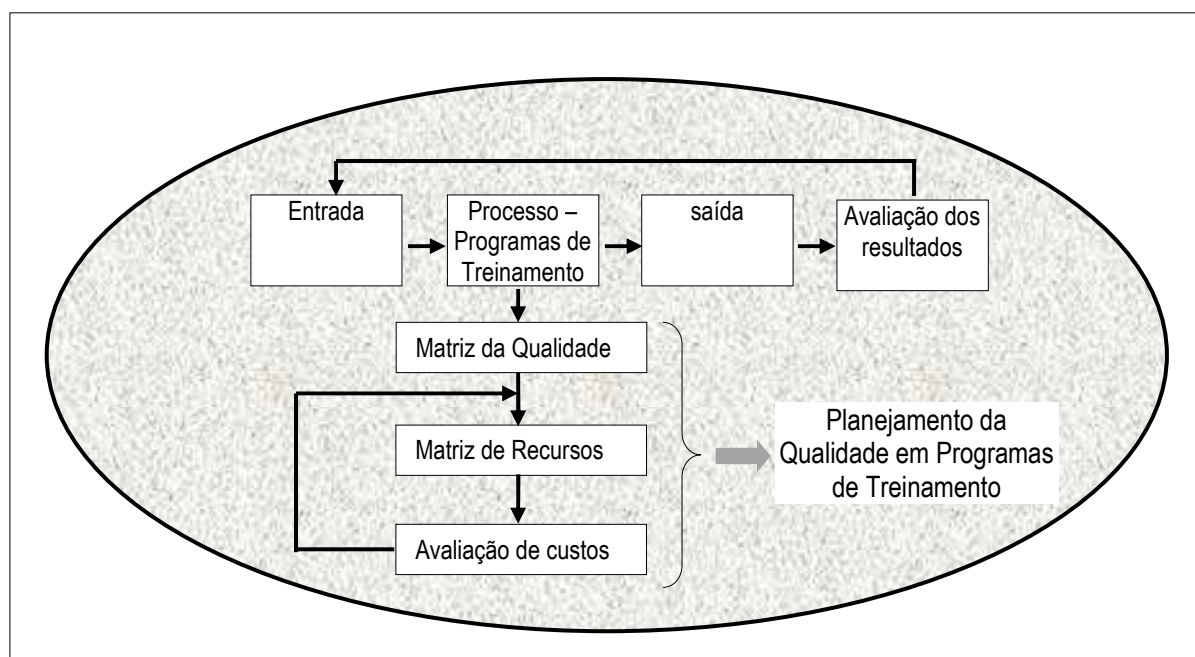 Entrada
Processo –
Programas de
Treinamento
saída
Avaliação dos
resultados
Matriz da Qualidade
Matriz de Recursos
Avaliação de custos
Planejamento da
Qualidade em Programas
de Treinamento